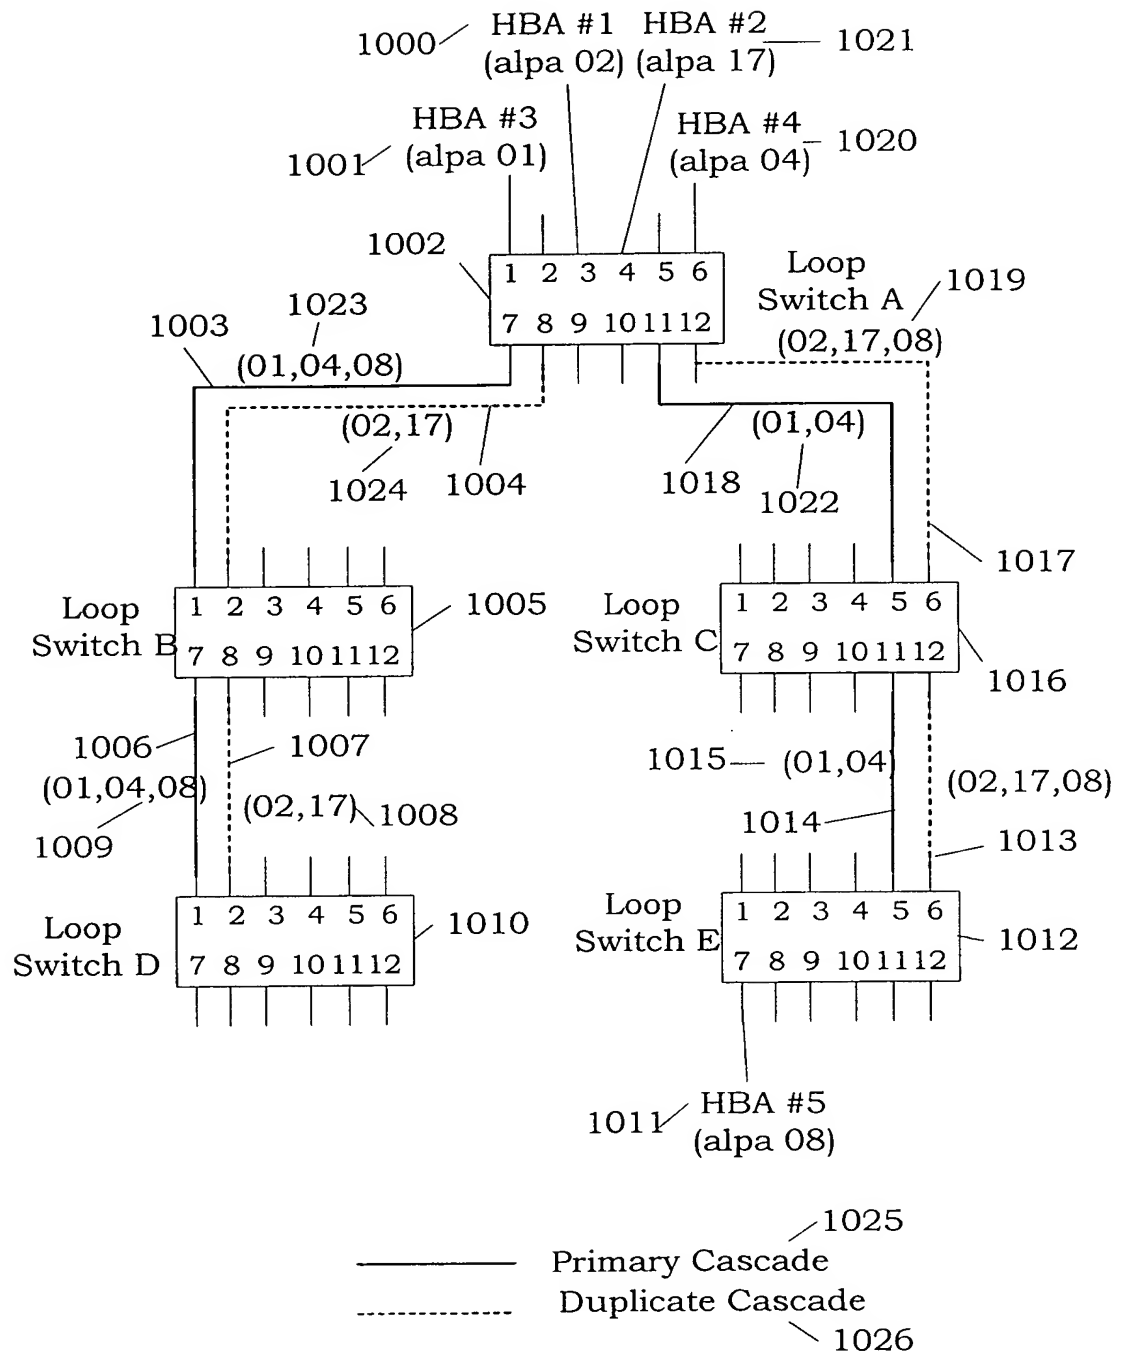 1000 HBA #1 HBA #2 1021
(alpa 02) (alpa 17)
HBA #3 HBA #4 1020
1001 (alpa 01) (alpa 04)
1002
1 2 3 4 5 6
7 8 9 10 11 12
Loop
Switch A
1019
(02,17,08)
1023
1003
(01,04,08)
(02,17)
1024
1004
(01,04)
1018
1022
1017
Loop
Switch B
1 2 3 4 5 6
7 8 9 10 11 12
1005
Loop
Switch C
1 2 3 4 5 6
7 8 9 10 11 12
1016
1006
1007
(01,04,08)
1009
(02,17)
1008
1015
(01,04)
1014
(02,17,08)
1013
Loop
Switch D
1 2 3 4 5 6
7 8 9 10 11 12
1010
Loop
Switch E
1 2 3 4 5 6
7 8 9 10 11 12
1012
1011
HBA #5
(alpa 08)
1025
Primary Cascade
Duplicate Cascade
1026